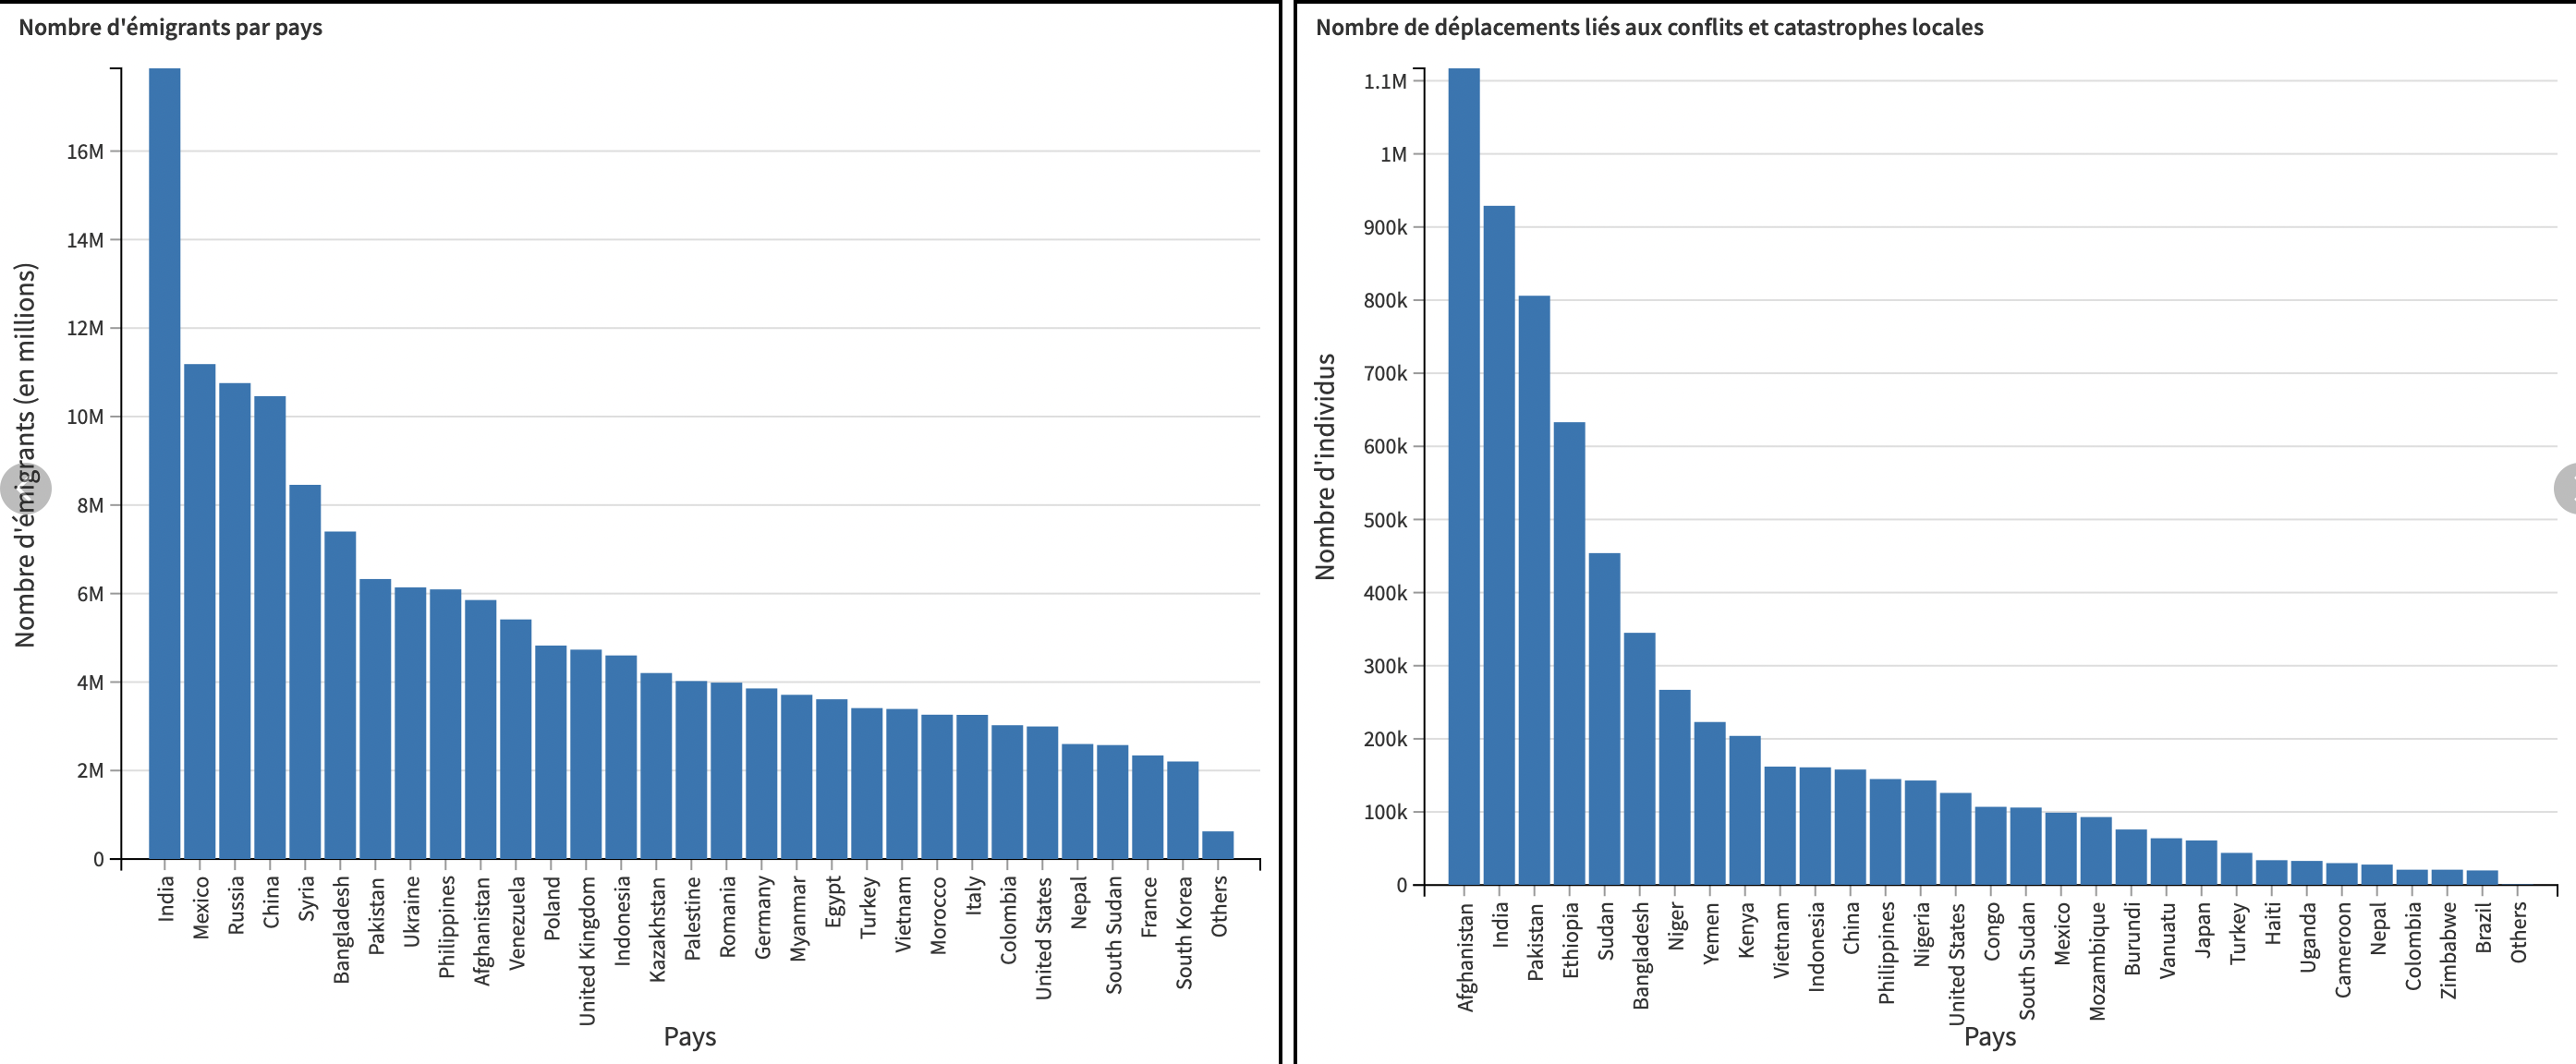 Nombre d'émigrants par pays
Nombre d'émigrants (en millions)
16M
14M
12M
10M
8M
6M
4M
2M
0
India
Mexico
Russia
China
Syria
Bangladesh
Pakistan
Ukraine
Philippines
Afghanistan
Venezuela
Poland
United Kingdom
Indonesia
Kazakhstan
Palestine
Romania
Germany
Myanmar
Egypt
Turkey
Vietnam
Morocco
Italy
Colombia
United States
Nepal
South Sudan
France
South Korea
Others
Pays
Nombre de déplacements liés aux conflits et catastrophes locales
Nombre d'individus
1.1M
1M
900k
800k
700k
600k
500k
400k
300k
200k
100k
0
Afghanistan
India
Pakistan
Ethiopia
Sudan
Bangladesh
Niger
Yemen
Kenya
Vietnam
Indonesia
China
Philippines
Nigeria
United States
Congo
South Sudan
Mexico
Mozambique
Burundi
Vanuatu
Japan
Turkey
Haiti
Uganda
Cameroon
Nepal
Colombia
Zimbabwe
Brazil
Others
Pays